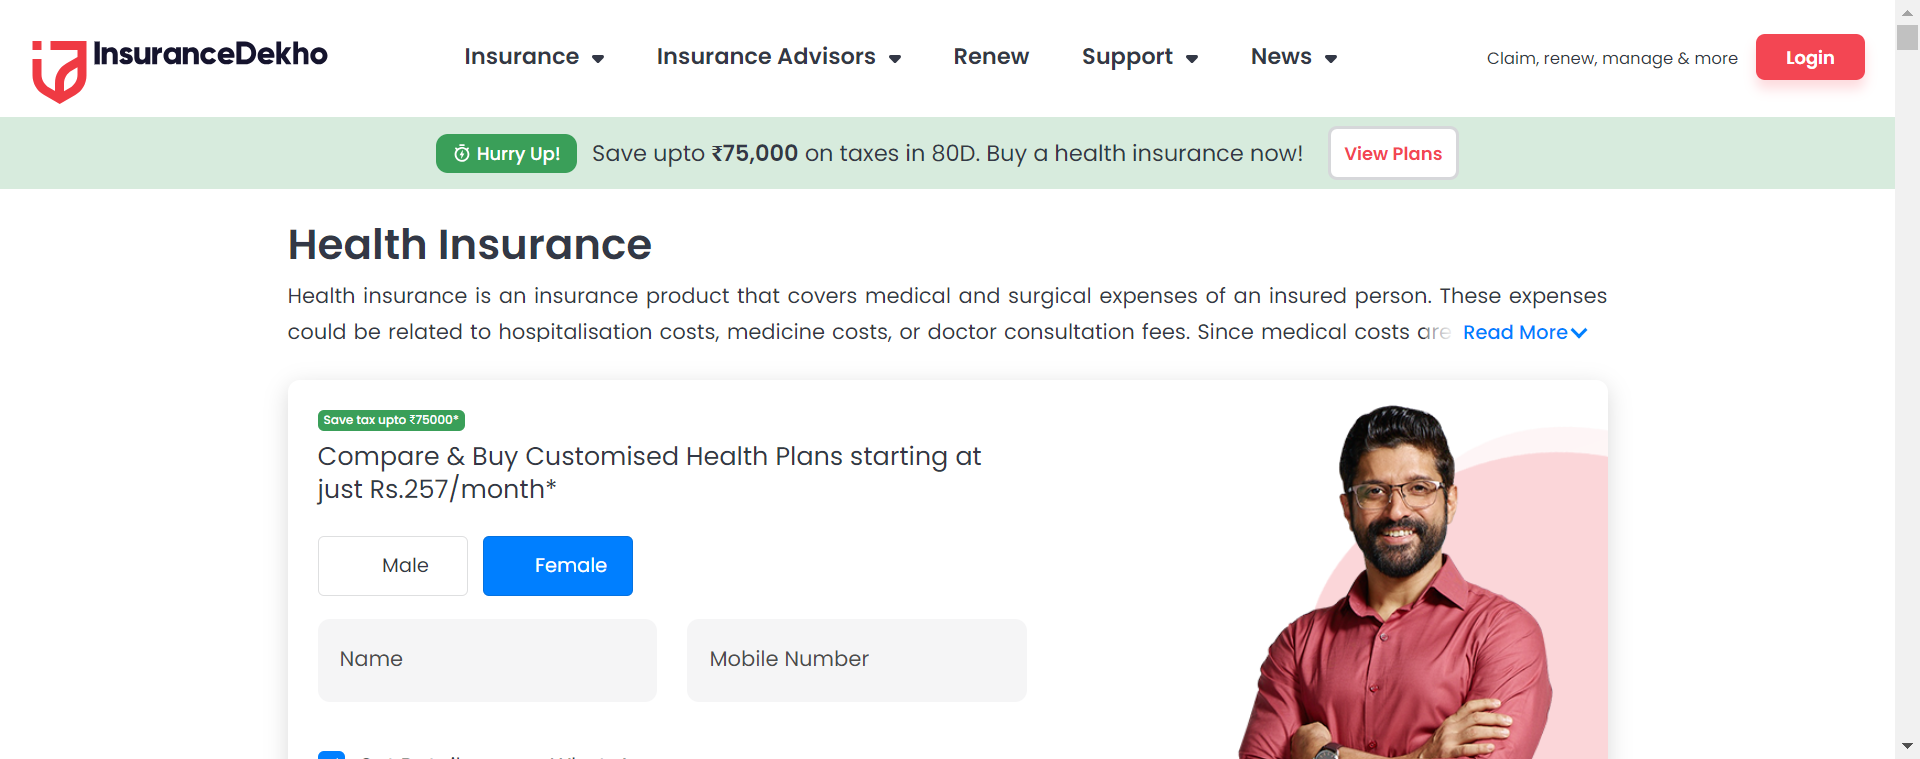 InsuranceDekho
Insurance
Insurance Advisors
Renew
Support
News
Claim, renew, manage & more
Login
Hurry Up!
Save upto ₹75,000 on taxes in 80D. Buy a health insurance now!
View Plans
Health Insurance
Health insurance is an insurance product that covers medical and surgical expenses of an insured person. These expenses
could be related to hospitalisation costs, medicine costs, or doctor consultation fees. Since medical costs are Read More
Save tax upto ₹75000*
Compare & Buy Customised Health Plans starting at
just Rs.257/month*
Male
Female
Name
Mobile Number